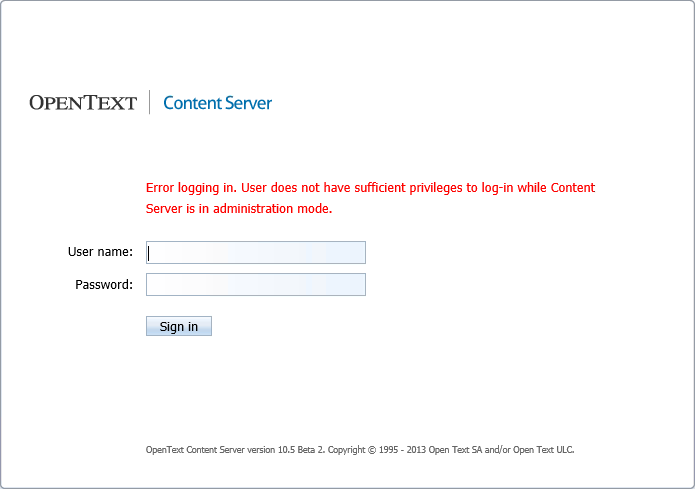 OPENTEXT | Content Server
Error logging in. User does not have sufficient privileges to log-in while Content
Server is in administration mode.
User name:
Password:
Sign in
OpenText Content Server version 10.5 Beta 2. Copyright © 1995 - 2013 Open Text SA and/or Open Text ULC.